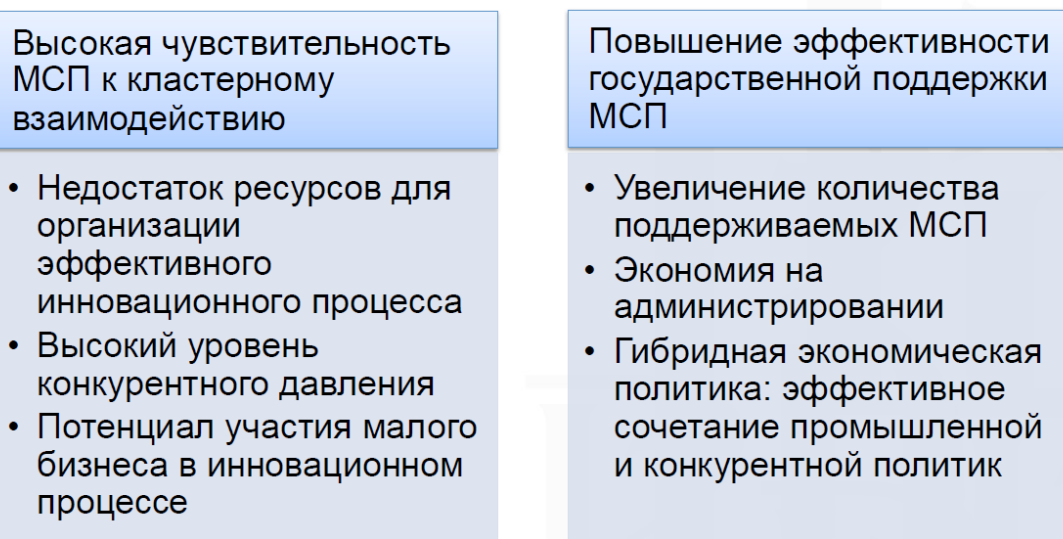 Высокая чувствительность
МСП к кластерному
взаимодействию
• Недостаток ресурсов для
организации
эффективного
инновационного процесса
• Высокий уровень
конкурентного давления
• Потенциал участия малого
бизнеса в инновационном
процессе
Повышение эффективности
государственной поддержки
МСП
• Увеличение количества
поддерживаемых МСП
• Экономия на
администрировании
• Гибридная экономическая
политика: эффективное
сочетание промышленной
и конкурентной политик